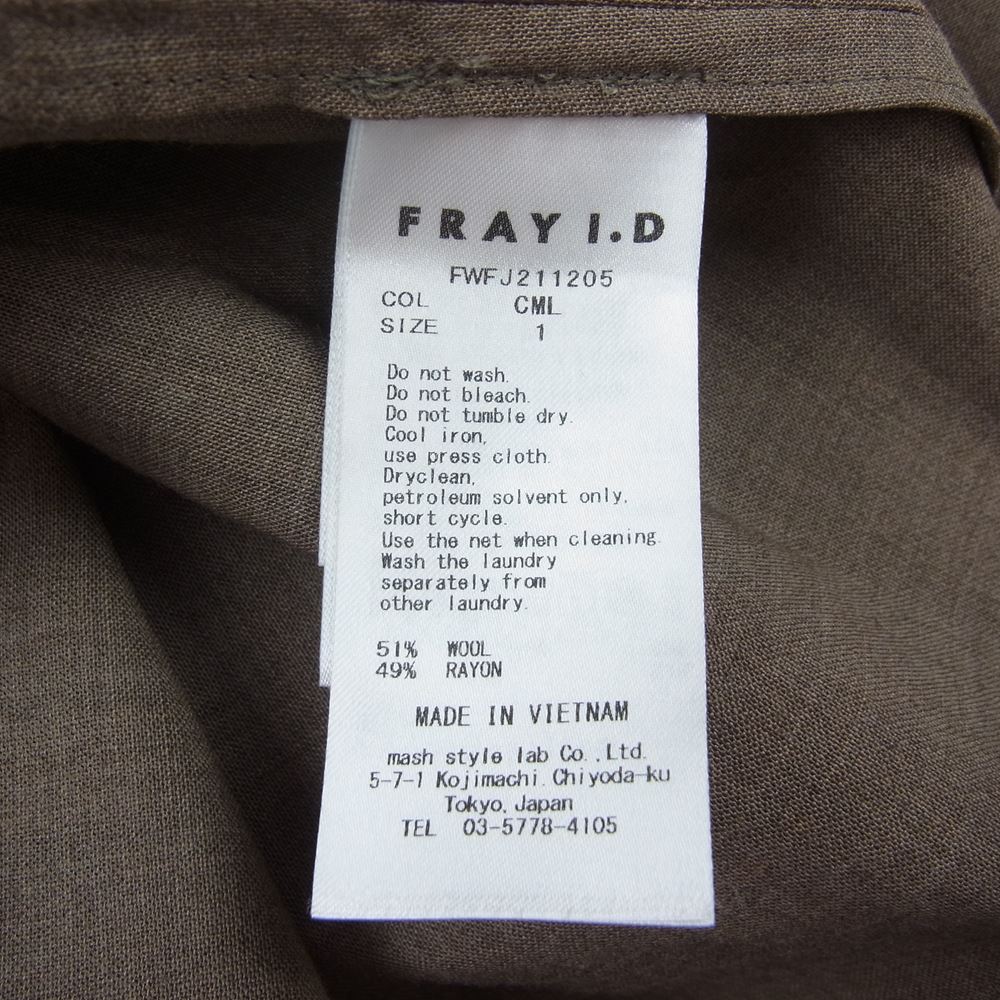 FRAY I.D
FWFJ211205
COL CML
SIZE 1
Do not wash.
Do not bleach.
Do not tumble dry.
Cool iron,
use press cloth.
Dryclean,
petroleum solvent only,
short cycle.
Use the net when cleaning.
Wash the laundry
separately from
other laundry.
51% WOOL
49% RAYON
MADE IN VIETNAM
mash style lab Co.,Ltd.
5-7-1 Kojimachi.Chiyoda-ku
Tokyo,Japan
TEL 03-5778-4105